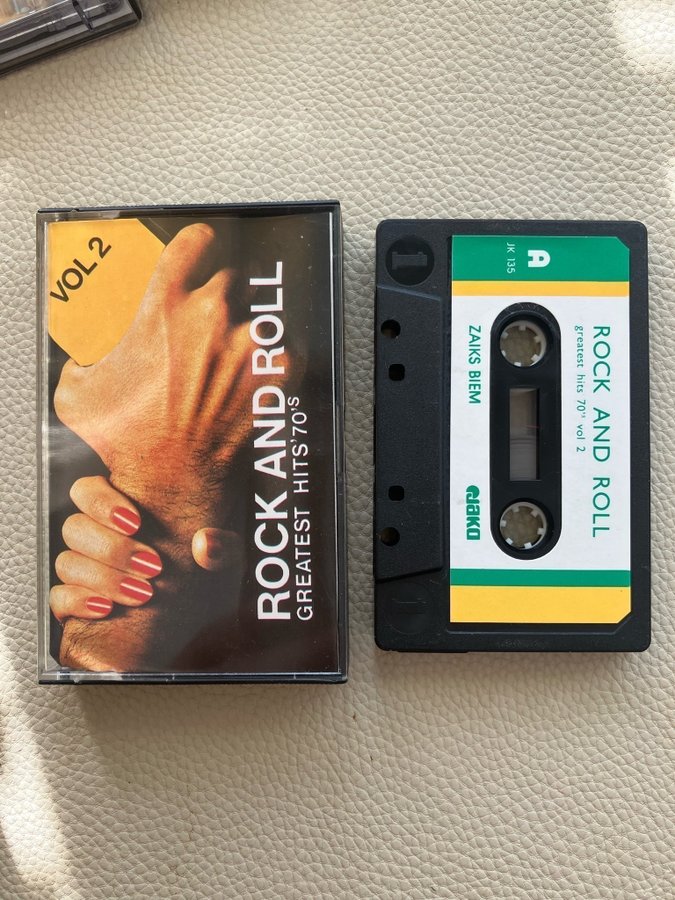 VOL 2
ROCK AND ROLL
GREATEST HITS'70's
A
JK 135
ROCK AND ROLL
greatest hits 70's vol 2
ZAIKS BIEM
JAKO